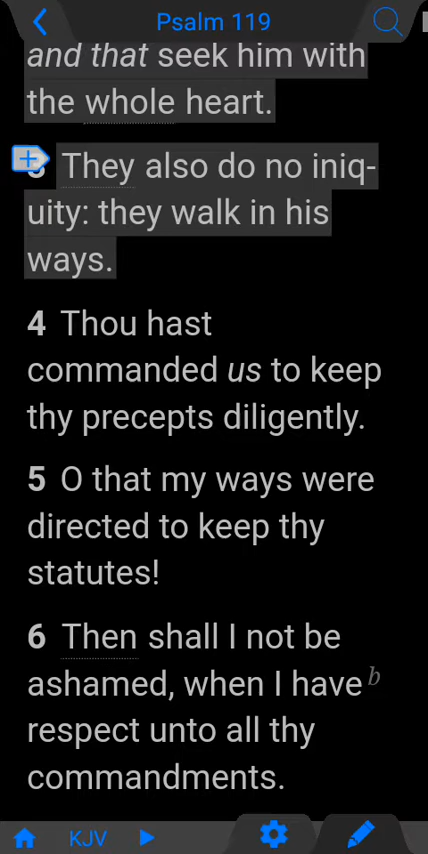 Psalm 119
and that seek him with
the whole heart.
They also do no iniq-
uity: they walk in his
ways.
4 Thou hast
commanded us to keep
thy precepts diligently.
5 O that my ways were
directed to keep thy
statutes!
6 Then shall I not be
ashamed, when I have b
respect unto all thy
commandments.
KJV